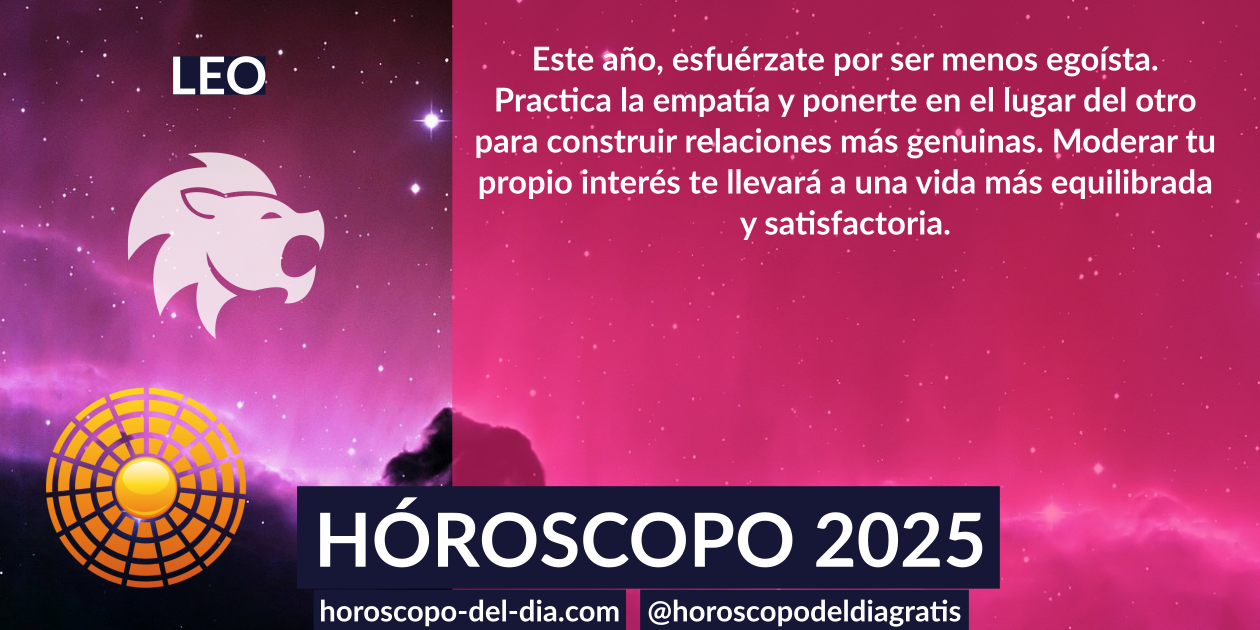 LEO
Este año, esfuérzate por ser menos egoísta.
Practica la empatía y ponerte en el lugar del otro
para construir relaciones más genuinas. Moderar tu
propio interés te llevará a una vida más equilibrada
y satisfactoria.
HÓROSCOPO 2025
horoscopo-del-dia.com
@horoscopodeldiagratis